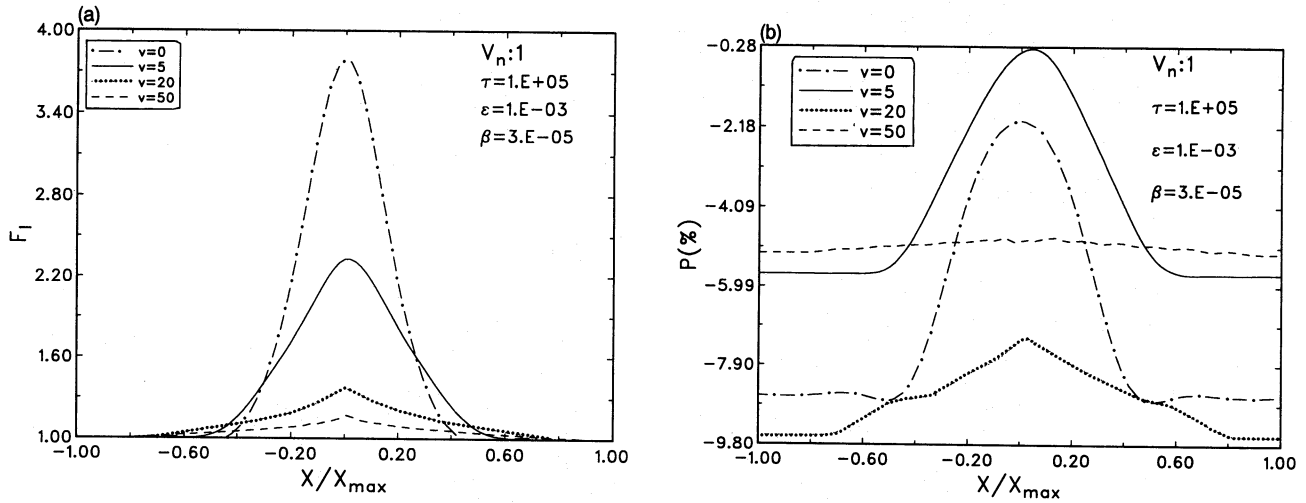 (a)
4.00
3.40
2.80
2.20
1.60
1.00
F_I
v=0
v=5
v=20
v=50
V_n:1
τ=1.E+05
ε=1.E-03
β=3.E-05
-1.00
-0.60
-0.20
0.20
0.60
1.00
X/X_max
(b)
-0.28
-2.18
-4.09
-5.99
-7.90
-9.80
P(%)
v=0
v=5
v=20
v=50
V_n:1
τ=1.E+05
ε=1.E-03
β=3.E-05
-1.00
-0.60
-0.20
0.20
0.60
1.00
X/X_max